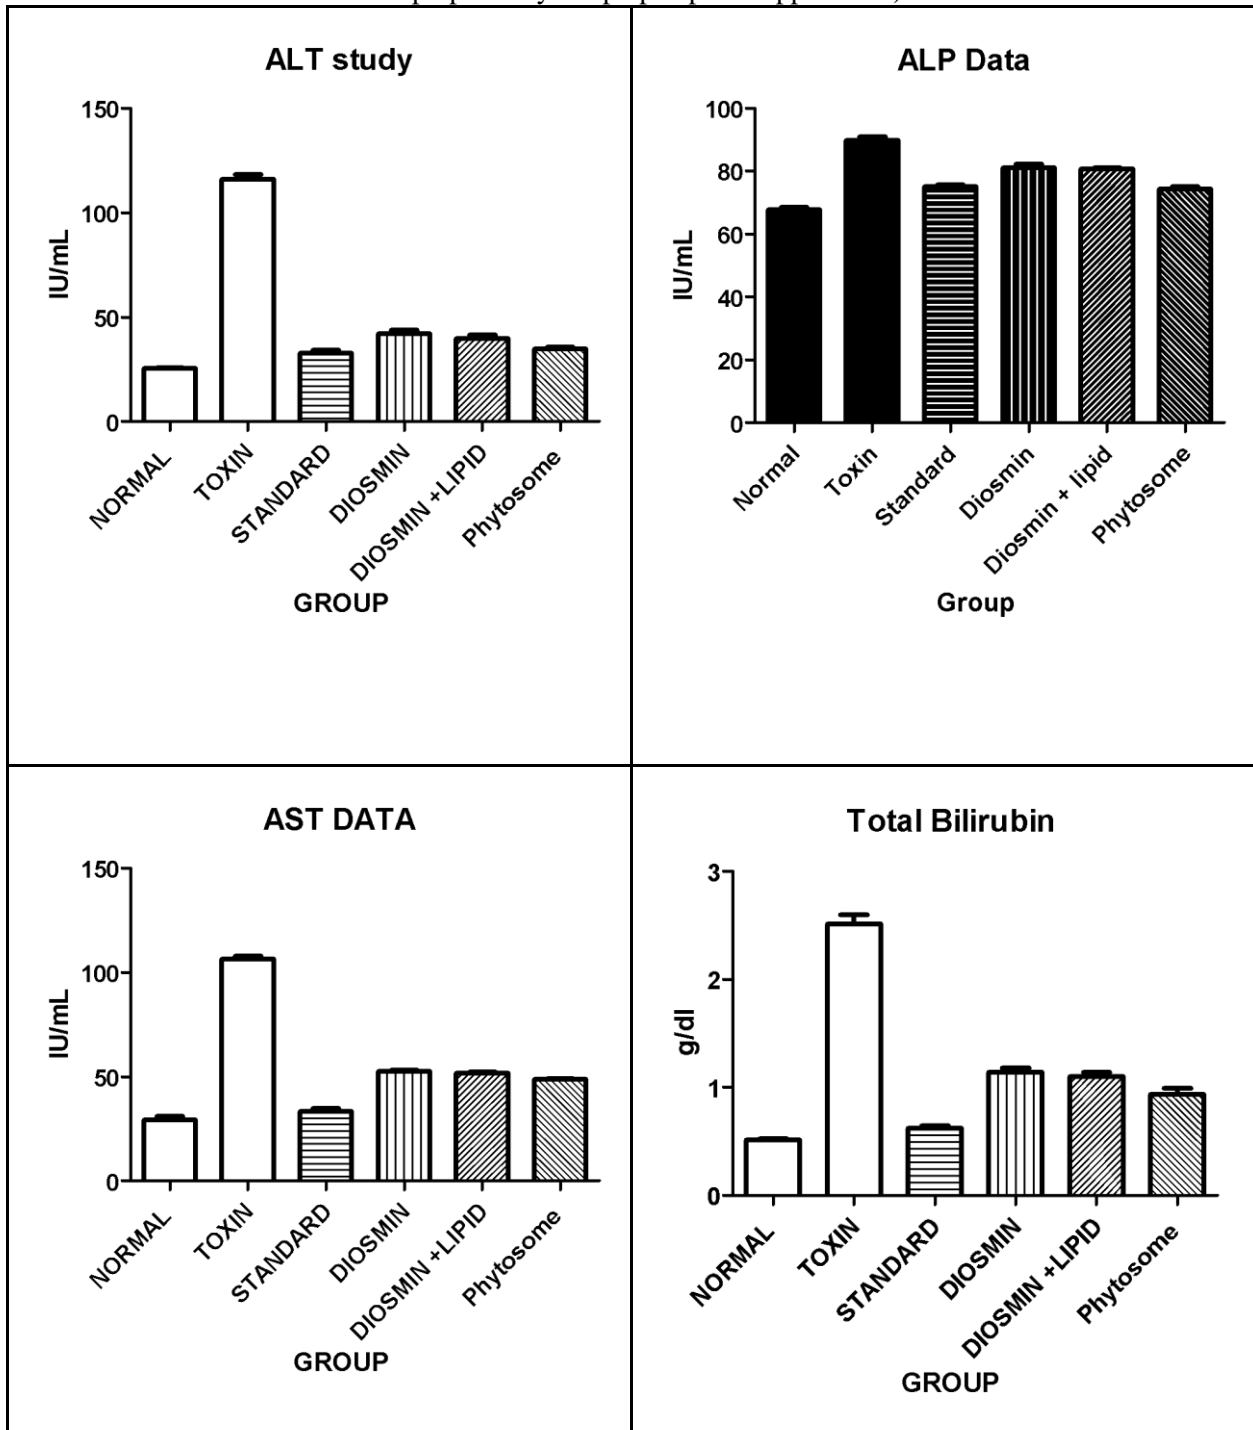 ALT study
150
100
50
0
IU/mL
NORMAL
TOXIN
STANDARD
DIOSMIN
DIOSMIN +LIPID
Phytosome
GROUP
ALP Data
100
80
60
40
20
0
IU/mL
Normal
Toxin
Standard
Diosmin
Diosmin + lipid
Phytosome
Group
AST DATA
150
100
50
0
IU/mL
NORMAL
TOXIN
STANDARD
DIOSMIN
DIOSMIN +LIPID
Phytosome
GROUP
Total Bilirubin
3
2
1
0
g/dl
NORMAL
TOXIN
STANDARD
DIOSMIN
DIOSMIN +LIPID
Phytosome
GROUP